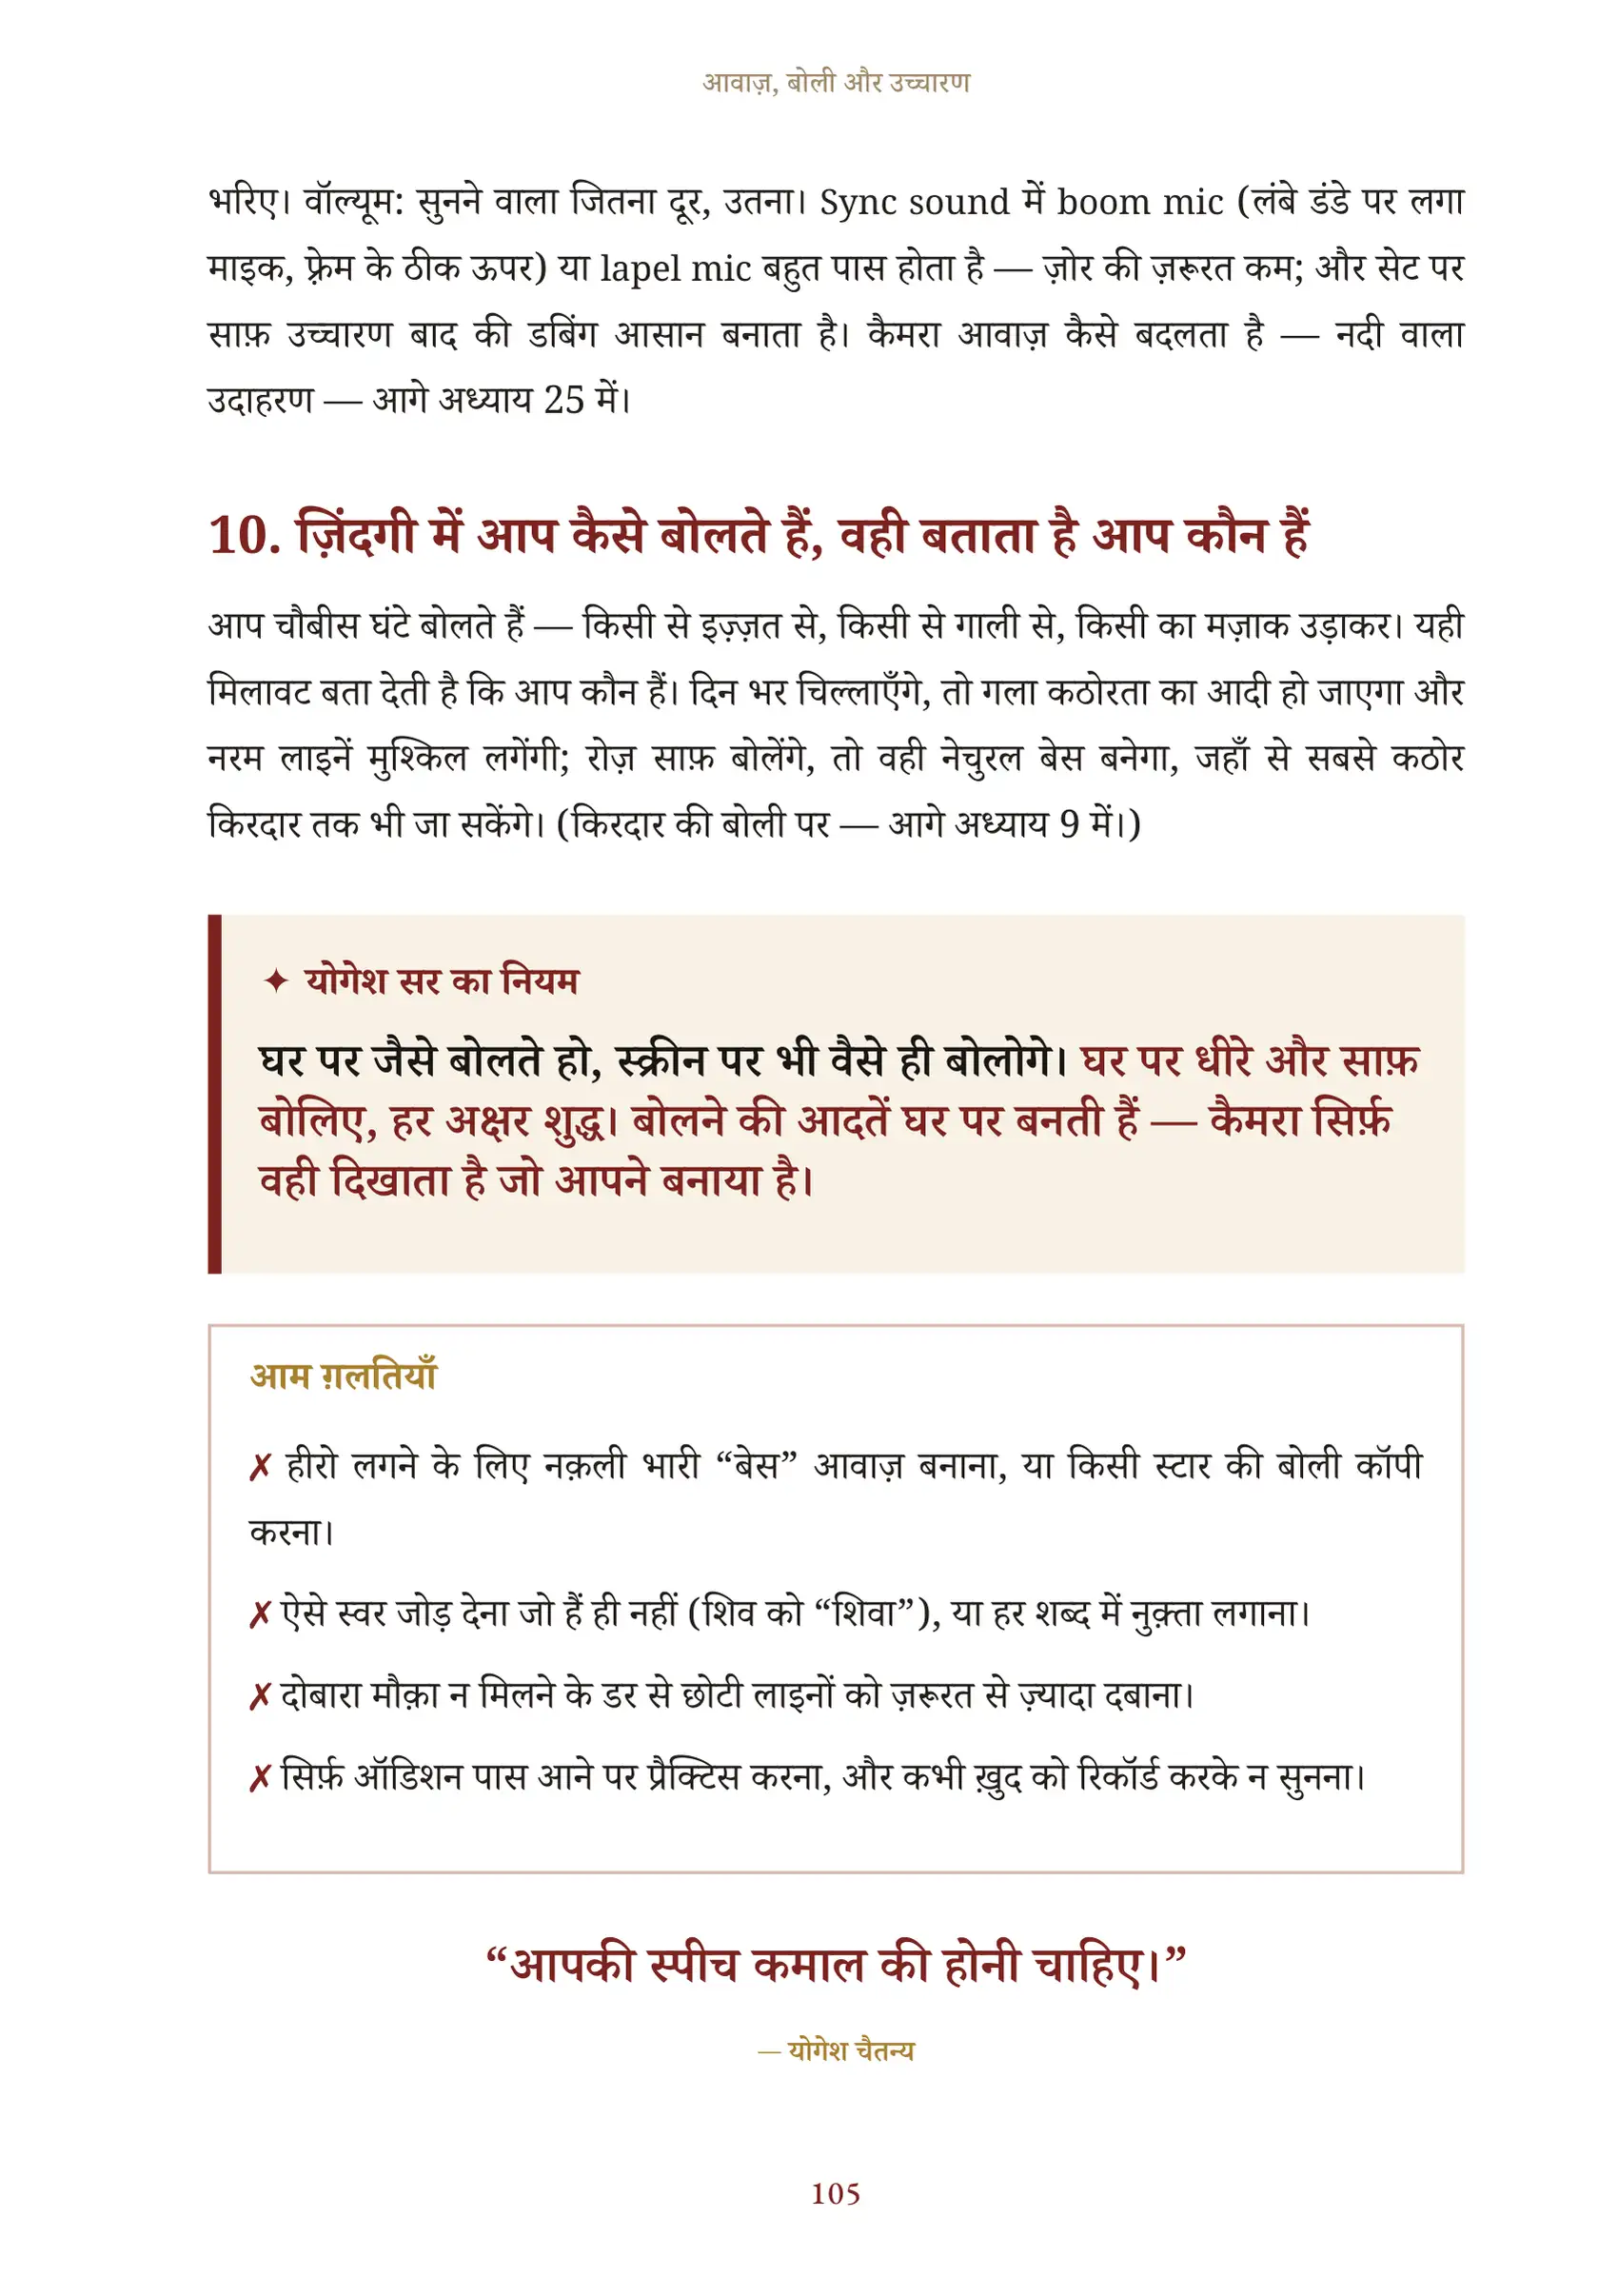 आवाज़, बोली और उच्चारण
भरिए। वॉल्यूम: सुनने वाला जितना दूर, उतना। Sync sound में boom mic (लंबे डंडे पर लगा
माइक, फ़्रेम के ठीक ऊपर) या lapel mic बहुत पास होता है — ज़ोर की ज़रूरत कम; और सेट पर
साफ़ उच्चारण बाद की डबिंग आसान बनाता है। कैमरा आवाज़ कैसे बदलता है — नदी वाला
उदाहरण — आगे अध्याय 25 में।
10. ज़िंदगी में आप कैसे बोलते हैं, वही बताता है आप कौन हैं
आप चौबीस घंटे बोलते हैं — किसी से इज़्ज़त से, किसी से गाली से, किसी का मज़ाक उड़ाकर। यही
मिलावट बता देती है कि आप कौन हैं। दिन भर चिल्लाएँगे, तो गला कठोरता का आदी हो जाएगा और
नरम लाइनें मुश्किल लगेंगी; रोज़ साफ़ बोलेंगे, तो वही नेचुरल बेस बनेगा, जहाँ से सबसे कठोर
किरदार तक भी जा सकेंगे। (किरदार की बोली पर — आगे अध्याय 9 में।)
✦ योगेश सर का नियम
घर पर जैसे बोलते हो, स्क्रीन पर भी वैसे ही बोलोगे। घर पर धीरे और साफ़
बोलिए, हर अक्षर शुद्ध। बोलने की आदतें घर पर बनती हैं — कैमरा सिर्फ़
वही दिखाता है जो आपने बनाया है।
आम ग़लतियाँ
✗ हीरो लगने के लिए नक़ली भारी “बेस” आवाज़ बनाना, या किसी स्टार की बोली कॉपी
करना।
✗ ऐसे स्वर जोड़ देना जो हैं ही नहीं (शिव को “शिवा”), या हर शब्द में नुक़्ता लगाना।
✗ दोबारा मौक़ा न मिलने के डर से छोटी लाइनों को ज़रूरत से ज़्यादा दबाना।
✗ सिर्फ़ ऑडिशन पास आने पर प्रैक्टिस करना, और कभी ख़ुद को रिकॉर्ड करके न सुनना।
“आपकी स्पीच कमाल की होनी चाहिए।”
— योगेश चैतन्य
105